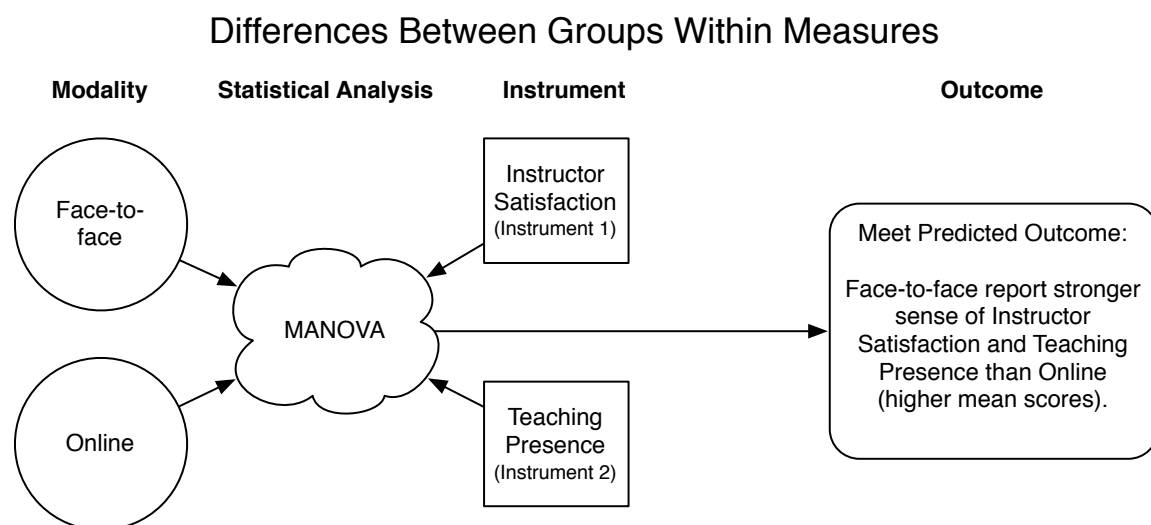 Differences Between Groups Within Measures
Modality
Statistical Analysis
Instrument
Outcome
Face-to-
face
Online
MANOVA
Instructor
Satisfaction
(Instrument 1)
Teaching
Presence
(Instrument 2)
Meet Predicted Outcome:
Face-to-face report stronger
sense of Instructor
Satisfaction and Teaching
Presence than Online
(higher mean scores).